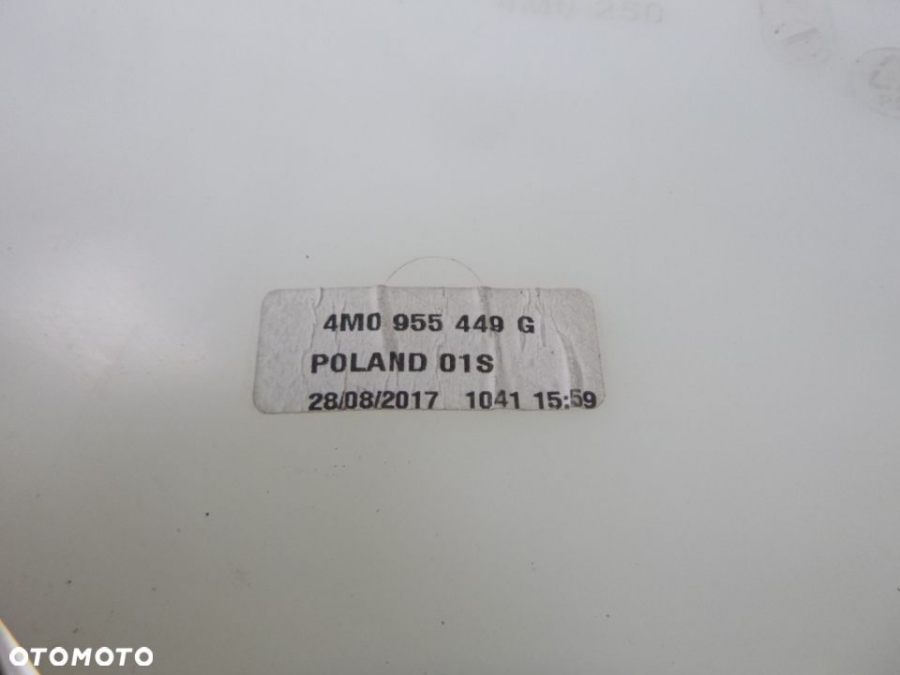 4M0 955 449 G
POLAND 01S
28/08/2017 1041 15:59
OTOMOTO